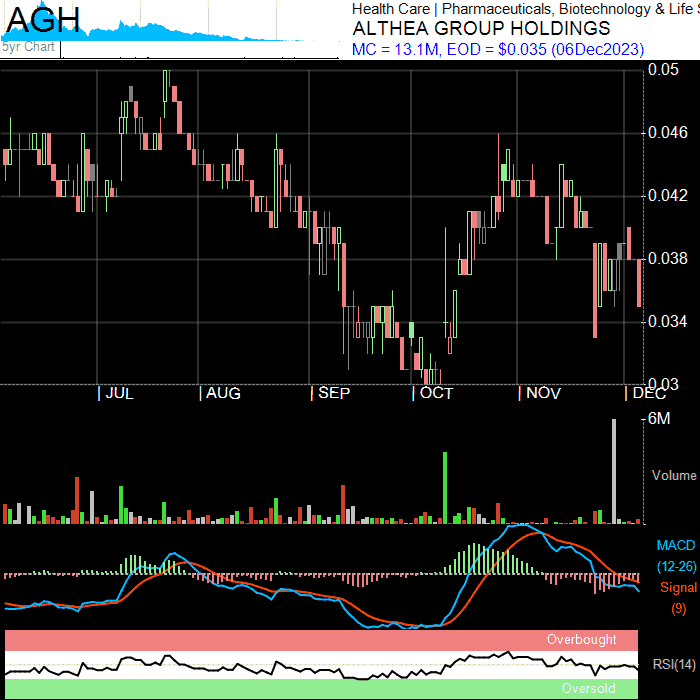 AGH
5yr Chart
Health Care | Pharmaceuticals, Biotechnology & Life
ALTHEA GROUP HOLDINGS
MC = 13.1M, EOD = $0.035 (06Dec2023)
0.05
0.046
0.042
0.038
0.034
0.03
| JUL | AUG | SEP | OCT | NOV | DEC
6M
Volume
MACD
(12-26)
Signal
(9)
Overbought
RSI(14)
Oversold